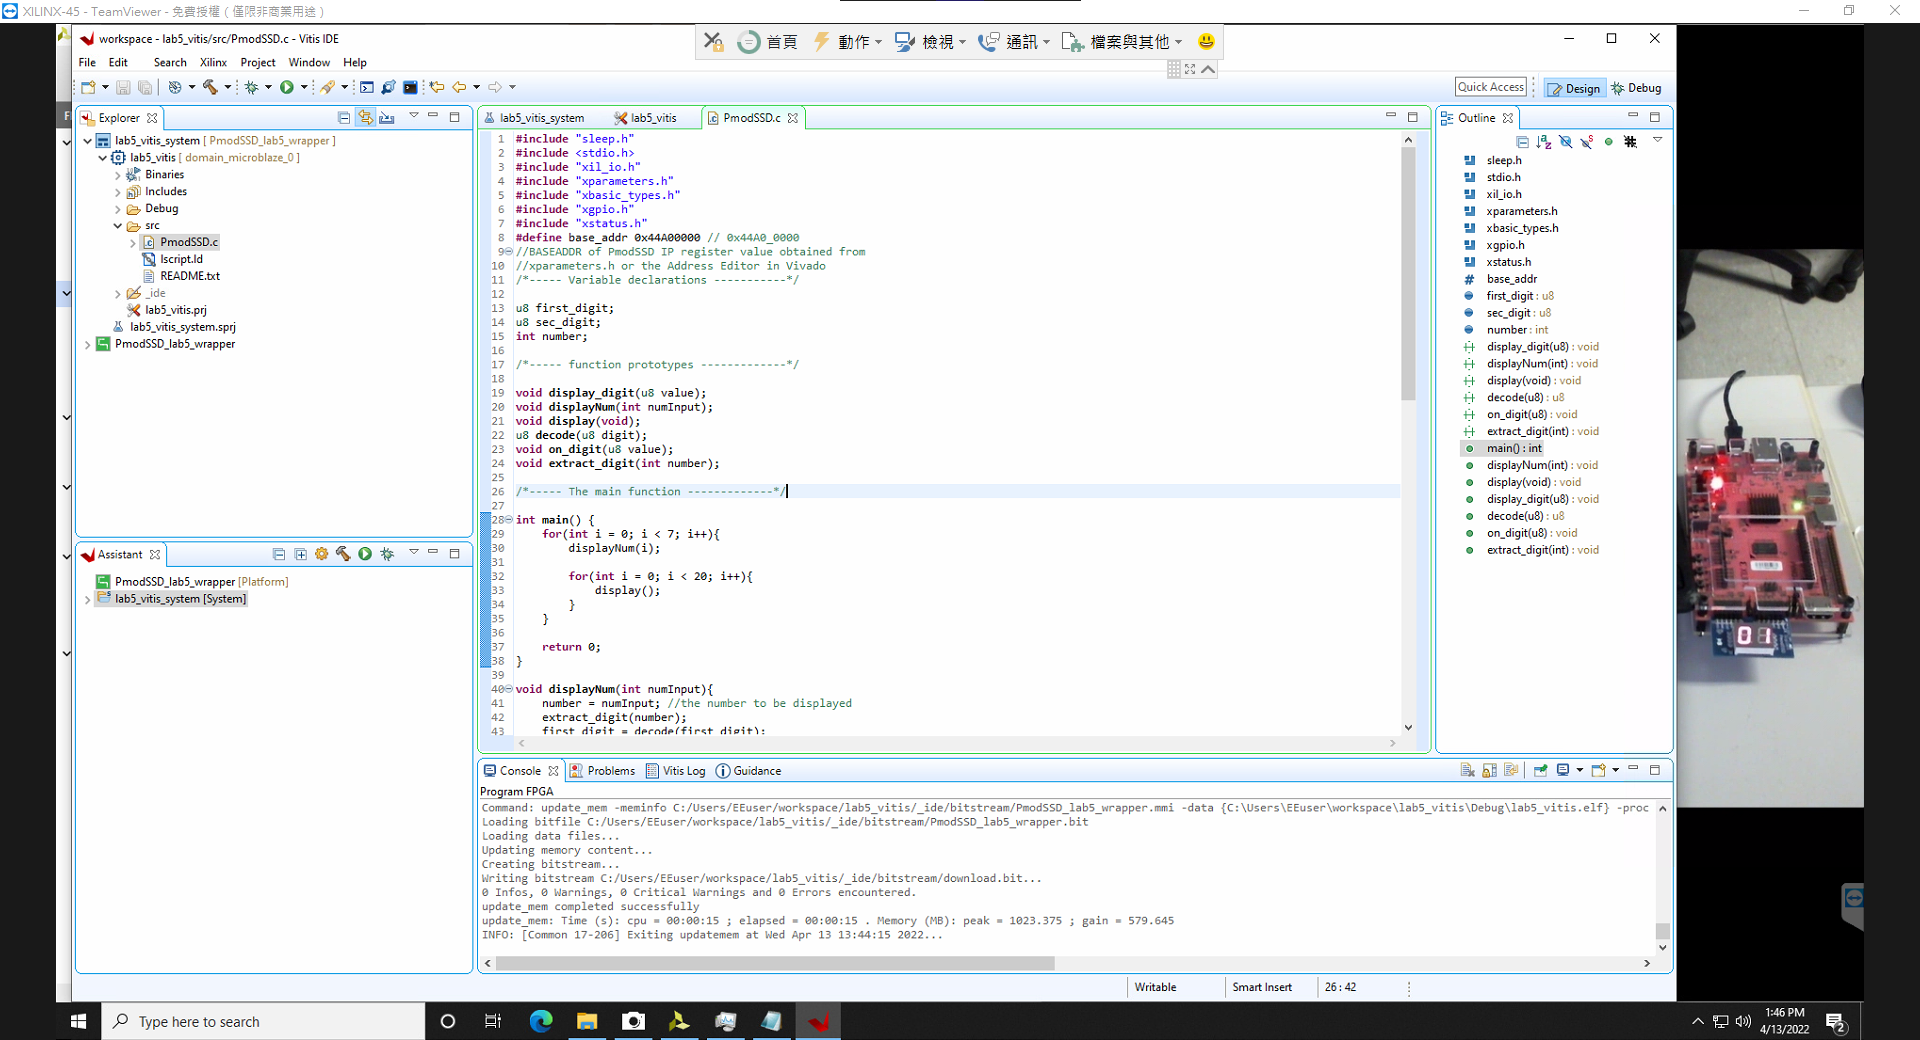 XILINX-45 - TeamViewer - 免費授權 ( 僅限非商業用途 )
workspace - lab5_vitis/src/PmodSSD.c - Vitis IDE
首頁 動作 檢視 通訊 檔案與其他
File Edit Search Xilinx Project Window Help
Quick Access Design Debug
Explorer
lab5_vitis_system [ PmodSSD_lab5_wrapper ]
lab5_vitis [ domain_microblaze_0 ]
Binaries
Includes
Debug
src
PmodSSD.c
lscript.ld
README.txt
_ide
lab5_vitis.prj
lab5_vitis_system.sprj
PmodSSD_lab5_wrapper
Assistant
PmodSSD_lab5_wrapper [Platform]
lab5_vitis_system [System]
lab5_vitis_system lab5_vitis PmodSSD.c
1 #include "sleep.h"
2 #include <stdio.h>
3 #include "xil_io.h"
4 #include "xparameters.h"
5 #include "xbasic_types.h"
6 #include "xgpio.h"
7 #include "xstatus.h"
8 #define base_addr 0x44A00000 // 0x44A0_0000
9 //BASEADDR of PmodSSD IP register value obtained from
10 //xparameters.h or the Address Editor in Vivado
11 /*----- Variable declarations -----------*/
12
13 u8 first_digit;
14 u8 sec_digit;
15 int number;
16
17 /*----- function prototypes -------------*/
18
19 void display_digit(u8 value);
20 void displayNum(int numInput);
21 void display(void);
22 u8 decode(u8 digit);
23 void on_digit(u8 value);
24 void extract_digit(int number);
25
26 /*----- The main function -------------*/
27
28 int main() {
29 for(int i = 0; i < 7; i++){
30 displayNum(i);
31
32 for(int i = 0; i < 20; i++){
33 display();
34 }
35 }
36
37 return 0;
38 }
39
40 void displayNum(int numInput){
41 number = numInput; //the number to be displayed
42 extract_digit(number);
43 first_digit = decode(first_digit);
Outline
sleep.h
stdio.h
xil_io.h
xparameters.h
xbasic_types.h
xgpio.h
xstatus.h
base_addr
first_digit : u8
sec_digit : u8
number : int
display_digit(u8) : void
displayNum(int) : void
display(void) : void
decode(u8) : u8
on_digit(u8) : void
extract_digit(int) : void
main() : int
displayNum(int) : void
display(void) : void
display_digit(u8) : void
decode(u8) : u8
on_digit(u8) : void
extract_digit(int) : void
01
Console Problems Vitis Log Guidance
Program FPGA
Command: update_mem -meminfo C:/Users/EEuser/workspace/lab5_vitis/_ide/bitstream/PmodSSD_lab5_wrapper.mmi -data {C:\Users\EEuser\workspace\lab5_vitis\Debug\lab5_vitis.elf} -proc
Loading bitfile C:/Users/EEuser/workspace/lab5_vitis/_ide/bitstream/PmodSSD_lab5_wrapper.bit
Loading data files...
Updating memory content...
Creating bitstream...
Writing bitstream C:/Users/EEuser/workspace/lab5_vitis/_ide/bitstream/download.bit...
0 Infos, 0 Warnings, 0 Critical Warnings and 0 Errors encountered.
update_mem completed successfully
update_mem: Time (s): cpu = 00:00:15 ; elapsed = 00:00:15 . Memory (MB): peak = 1023.375 ; gain = 579.645
INFO: [Common 17-206] Exiting updatemem at Wed Apr 13 13:44:15 2022...
Writable Smart Insert 26 : 42
Type here to search
1:46 PM
4/13/2022
2